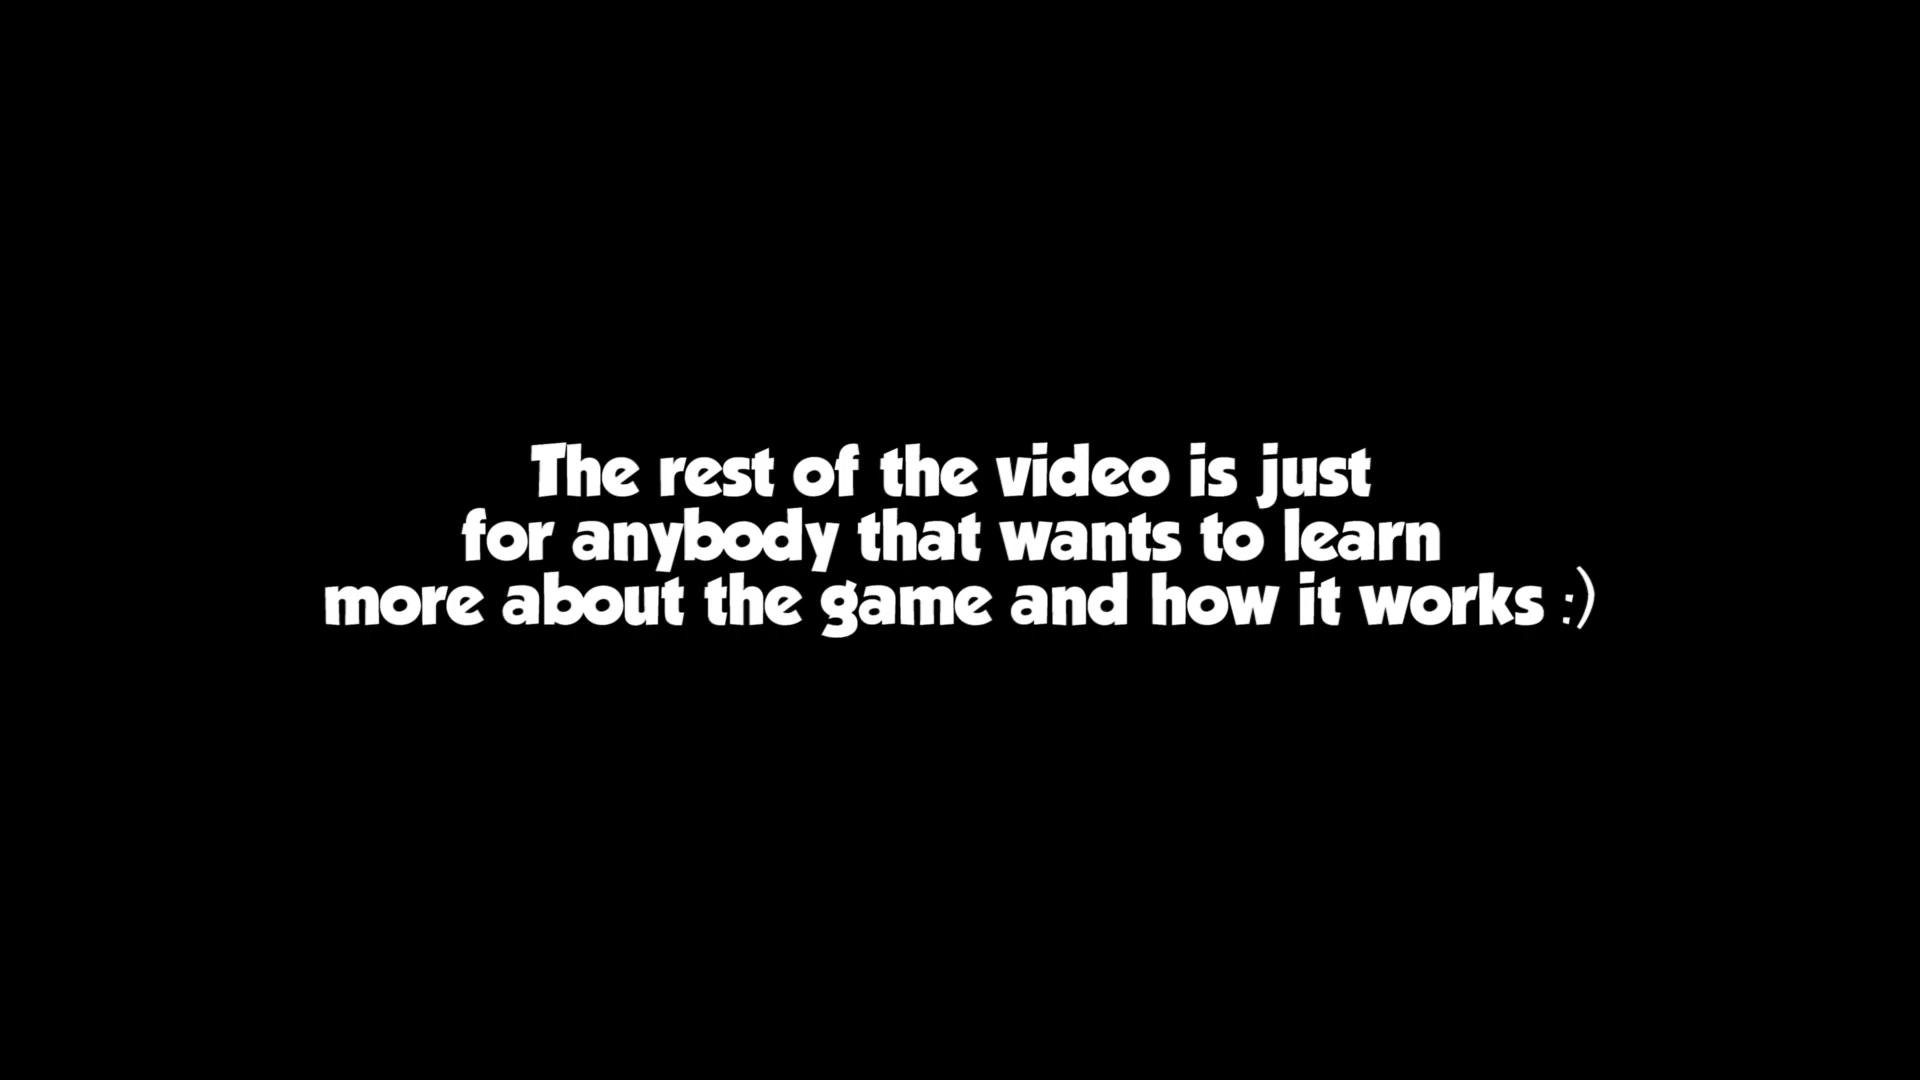 The rest of the video is just
for anybody that wants to learn
more about the game and how it works :)